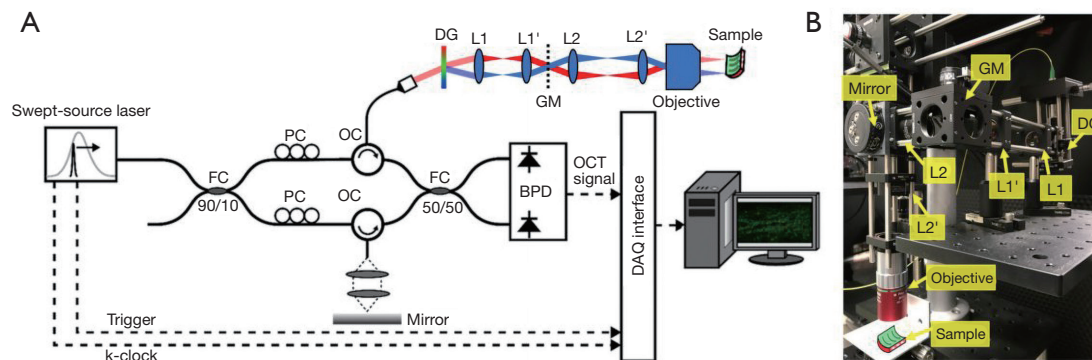 A
B
DG
L1
L1'
L2
L2'
Sample
GM
Objective
Swept-source laser
PC
OC
FC
90/10
FC
50/50
BPD
OCT
signal
PC
OC
DAQ interface
Mirror
Trigger
k-clock
GM
Mirror
DG
L2
L1'
L1
L2'
Objective
Sample